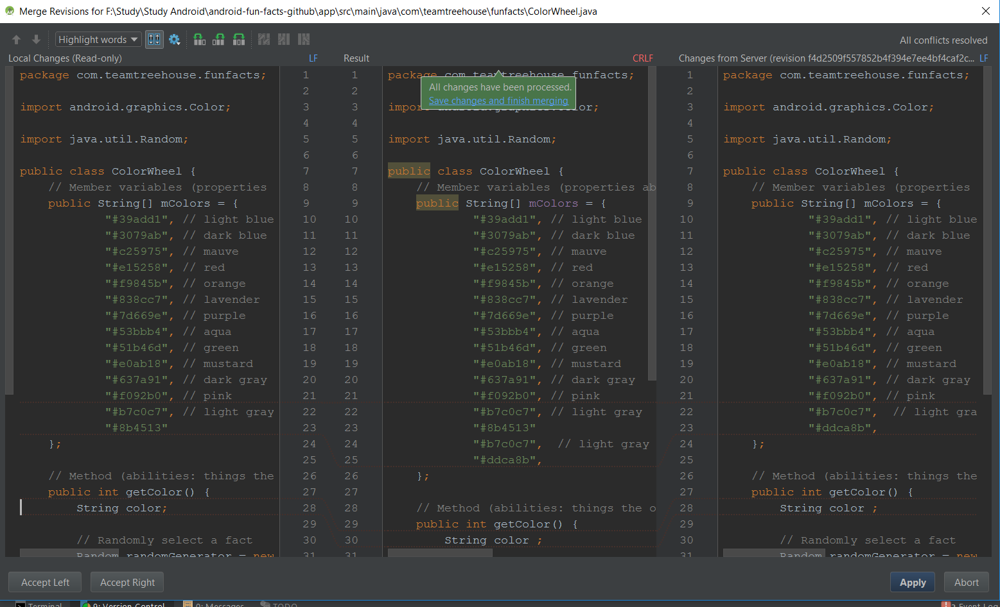 Merge Revisions for F:\Study\Study Android\android-fun-facts-github\app\src\main\java\com\teamtreehouse\funfacts\ColorWheel.java
Highlight words
All conflicts resolved
Local Changes (Read-only) LF
1 package com.teamtreehouse.funfacts;
2
3 import android.graphics.Color;
4
5 import java.util.Random;
6
7 public class ColorWheel {
8 // Member variables (properties
9 public String[] mColors = {
10 "#39add1", // light blue
11 "#3079ab", // dark blue
12 "#c25975", // mauve
13 "#e15258", // red
14 "#f9845b", // orange
15 "#838cc7", // lavender
16 "#7d669e", // purple
17 "#53bbb4", // aqua
18 "#51b46d", // green
19 "#e0ab18", // mustard
20 "#637a91", // dark gray
21 "#f092b0", // pink
22 "#b7c0c7", // light gray
23 "#8b4513"
24 };
25
26 // Method (abilities: things the
27 public int getColor() {
28 String color;
29
30 // Randomly select a fact
31 Random randomGenerator = new
Result CRLF
1 package com.teamtreehouse.funfacts;
All changes have been processed.
Save changes and finish merging
2
3 import android.graphics.Color;
4
5 import java.util.Random;
6
7 public class ColorWheel {
8 // Member variables (properties ab
9 public String[] mColors = {
10 "#39add1", // light blue
11 "#3079ab", // dark blue
12 "#c25975", // mauve
13 "#e15258", // red
14 "#f9845b", // orange
15 "#838cc7", // lavender
16 "#7d669e", // purple
17 "#53bbb4", // aqua
18 "#51b46d", // green
19 "#e0ab18", // mustard
20 "#637a91", // dark gray
21 "#f092b0", // pink
22 "#b7c0c7", // light gray
23 "#8b4513"
24 "#b7c0c7", // light gray
25 "#ddca8b",
26 };
27
28 // Method (abilities: things the o
29 public int getColor() {
30 String color ;
31
Changes from Server (revision f4d2509f557852b4f394e7ee4bf4caf2c... LF
1 package com.teamtreehouse.funfacts;
2
3 import android.graphics.Color;
4
5 import java.util.Random;
6
7 public class ColorWheel {
8 // Member variables (properties
9 public String[] mColors = {
10 "#39add1", // light blue
11 "#3079ab", // dark blue
12 "#c25975", // mauve
13 "#e15258", // red
14 "#f9845b", // orange
15 "#838cc7", // lavender
16 "#7d669e", // purple
17 "#53bbb4", // aqua
18 "#51b46d", // green
19 "#e0ab18", // mustard
20 "#637a91", // dark gray
21 "#f092b0", // pink
22 "#b7c0c7", // light gra
23 "#ddca8b",
24 };
25
26 // Method (abilities: things the
27 public int getColor() {
28 String color ;
29
30 // Randomly select a fact
31 Random randomGenerator = new
Accept Left Accept Right Apply Abort
Terminal 9: Version Control 0: Messages TODO 2 Event Log